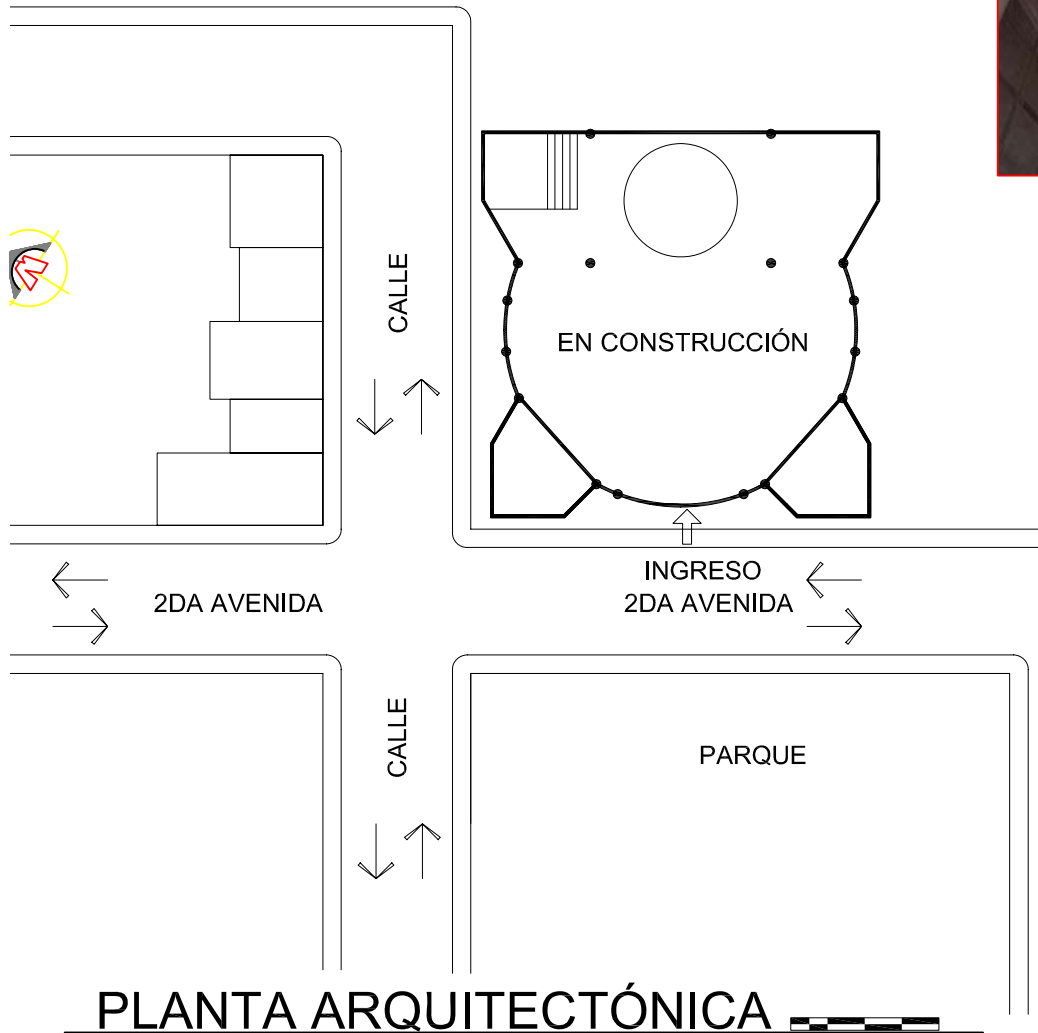 CALLE
EN CONSTRUCCIÓN
INGRESO
2DA AVENIDA
2DA AVENIDA
CALLE
PARQUE
PLANTA ARQUITECTÓNICA